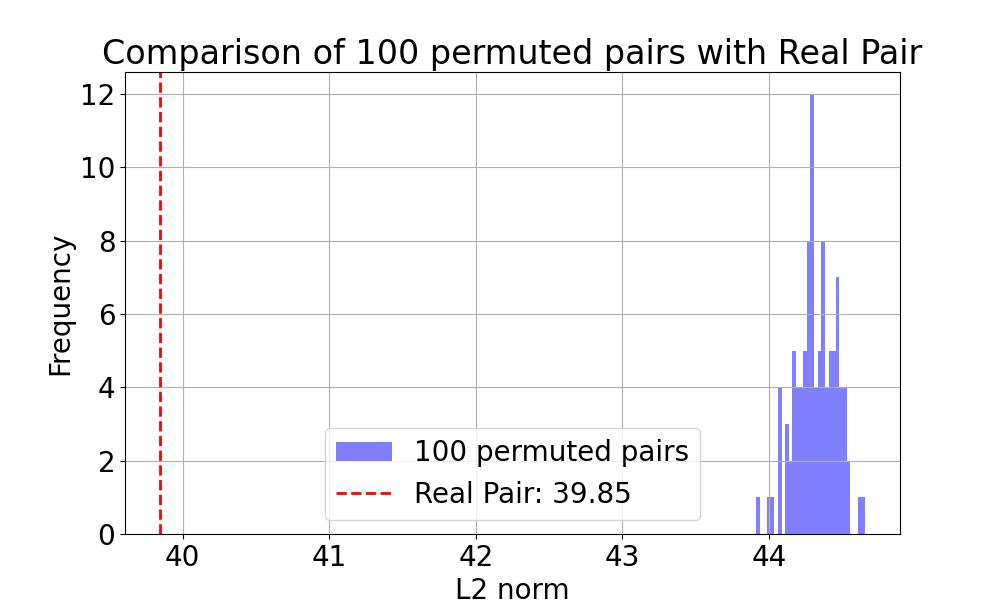 Comparison of 100 permuted pairs with Real Pair
Frequency
12
10
8
6
4
2
0
100 permuted pairs
Real Pair: 39.85
40 41 42 43 44
L2 norm